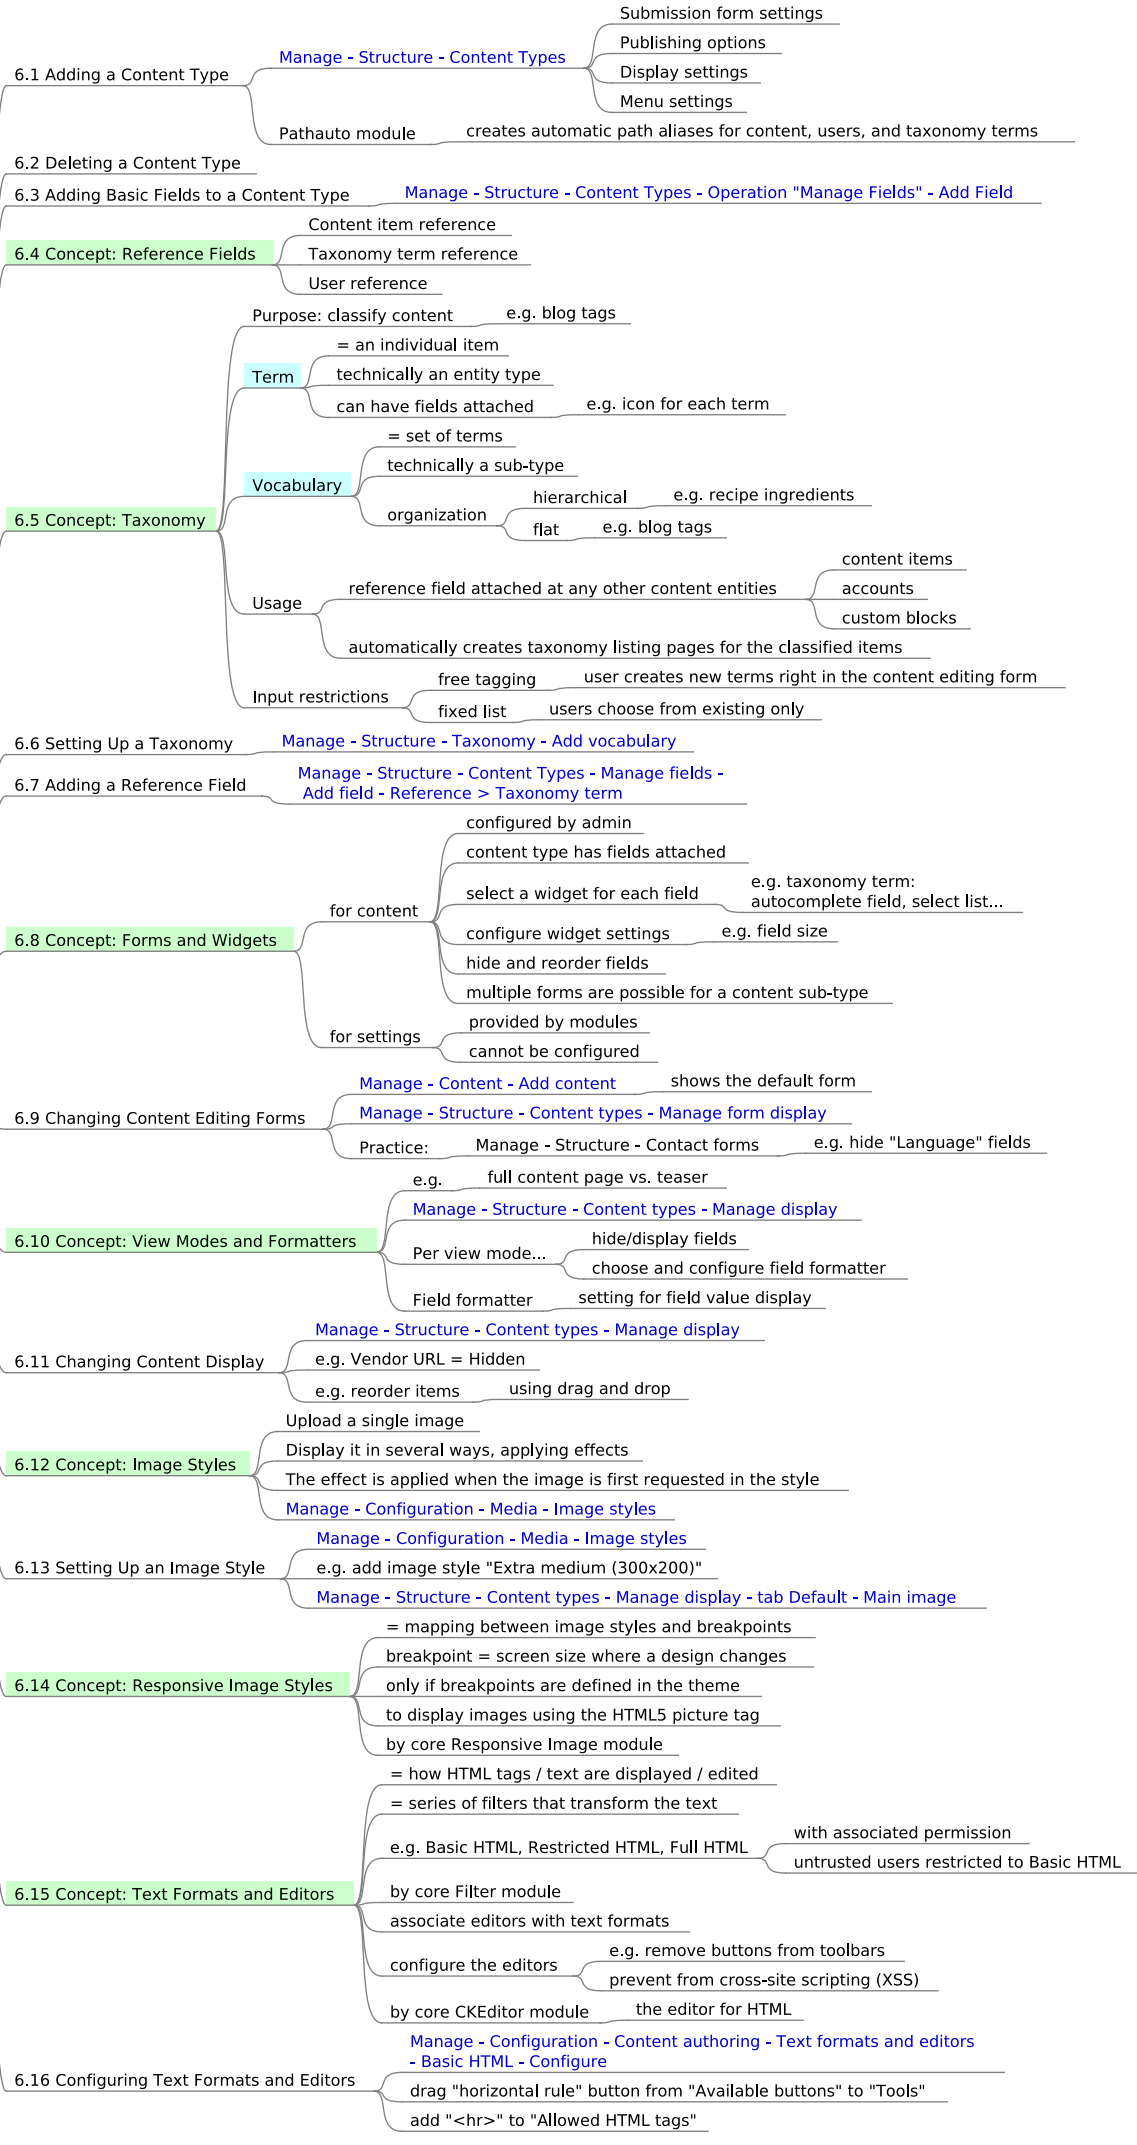 6.1 Adding a Content Type
Manage - Structure - Content Types
Submission form settings
Publishing options
Display settings
Menu settings
Pathauto module
creates automatic path aliases for content, users, and taxonomy terms
6.2 Deleting a Content Type
6.3 Adding Basic Fields to a Content Type
Manage - Structure - Content Types - Operation "Manage Fields" - Add Field
6.4 Concept: Reference Fields
Content item reference
Taxonomy term reference
User reference
6.5 Concept: Taxonomy
Purpose: classify content
e.g. blog tags
Term
= an individual item
technically an entity type
can have fields attached
e.g. icon for each term
Vocabulary
= set of terms
technically a sub-type
organization
hierarchical
e.g. recipe ingredients
flat
e.g. blog tags
Usage
reference field attached at any other content entities
content items
accounts
custom blocks
automatically creates taxonomy listing pages for the classified items
Input restrictions
free tagging
user creates new terms right in the content editing form
fixed list
users choose from existing only
6.6 Setting Up a Taxonomy
Manage - Structure - Taxonomy - Add vocabulary
6.7 Adding a Reference Field
Manage - Structure - Content Types - Manage fields -
Add field - Reference > Taxonomy term
6.8 Concept: Forms and Widgets
for content
configured by admin
content type has fields attached
select a widget for each field
e.g. taxonomy term:
autocomplete field, select list...
configure widget settings
e.g. field size
hide and reorder fields
multiple forms are possible for a content sub-type
for settings
provided by modules
cannot be configured
6.9 Changing Content Editing Forms
Manage - Content - Add content
shows the default form
Manage - Structure - Content types - Manage form display
Practice:
Manage - Structure - Contact forms
e.g. hide "Language" fields
6.10 Concept: View Modes and Formatters
e.g.
full content page vs. teaser
Manage - Structure - Content types - Manage display
Per view mode...
hide/display fields
choose and configure field formatter
Field formatter
setting for field value display
6.11 Changing Content Display
Manage - Structure - Content types - Manage display
e.g. Vendor URL = Hidden
e.g. reorder items
using drag and drop
6.12 Concept: Image Styles
Upload a single image
Display it in several ways, applying effects
The effect is applied when the image is first requested in the style
Manage - Configuration - Media - Image styles
6.13 Setting Up an Image Style
Manage - Configuration - Media - Image styles
e.g. add image style "Extra medium (300x200)"
Manage - Structure - Content types - Manage display - tab Default - Main image
6.14 Concept: Responsive Image Styles
= mapping between image styles and breakpoints
breakpoint = screen size where a design changes
only if breakpoints are defined in the theme
to display images using the HTML5 picture tag
by core Responsive Image module
6.15 Concept: Text Formats and Editors
= how HTML tags / text are displayed / edited
= series of filters that transform the text
e.g. Basic HTML, Restricted HTML, Full HTML
with associated permission
untrusted users restricted to Basic HTML
by core Filter module
associate editors with text formats
configure the editors
e.g. remove buttons from toolbars
prevent from cross-site scripting (XSS)
by core CKEditor module
the editor for HTML
6.16 Configuring Text Formats and Editors
Manage - Configuration - Content authoring - Text formats and editors
- Basic HTML - Configure
drag "horizontal rule" button from "Available buttons" to "Tools"
add "<hr>" to "Allowed HTML tags"